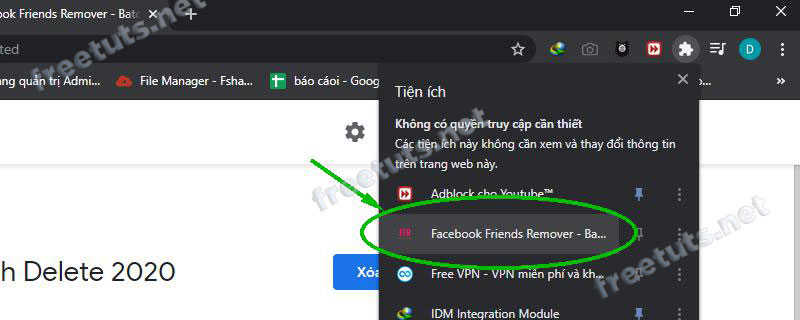 ok Friends Remover - Bat
ted
ang quản trị Admi...
File Manager - Fsha...
báo cáoi - Goog
Tiện ích
Không có quyền truy cập cần thiết
Các tiện ích này không cần xem và thay đổi thông tin
trên trang web này.
Adblock cho Youtube™
FFR
Facebook Friends Remover - Ba...
h Delete 2020
Xóa
Free VPN - VPN miễn phí và kh...
IDM Integration Module
D
freetuts.net
freetuts.net
freetuts.net